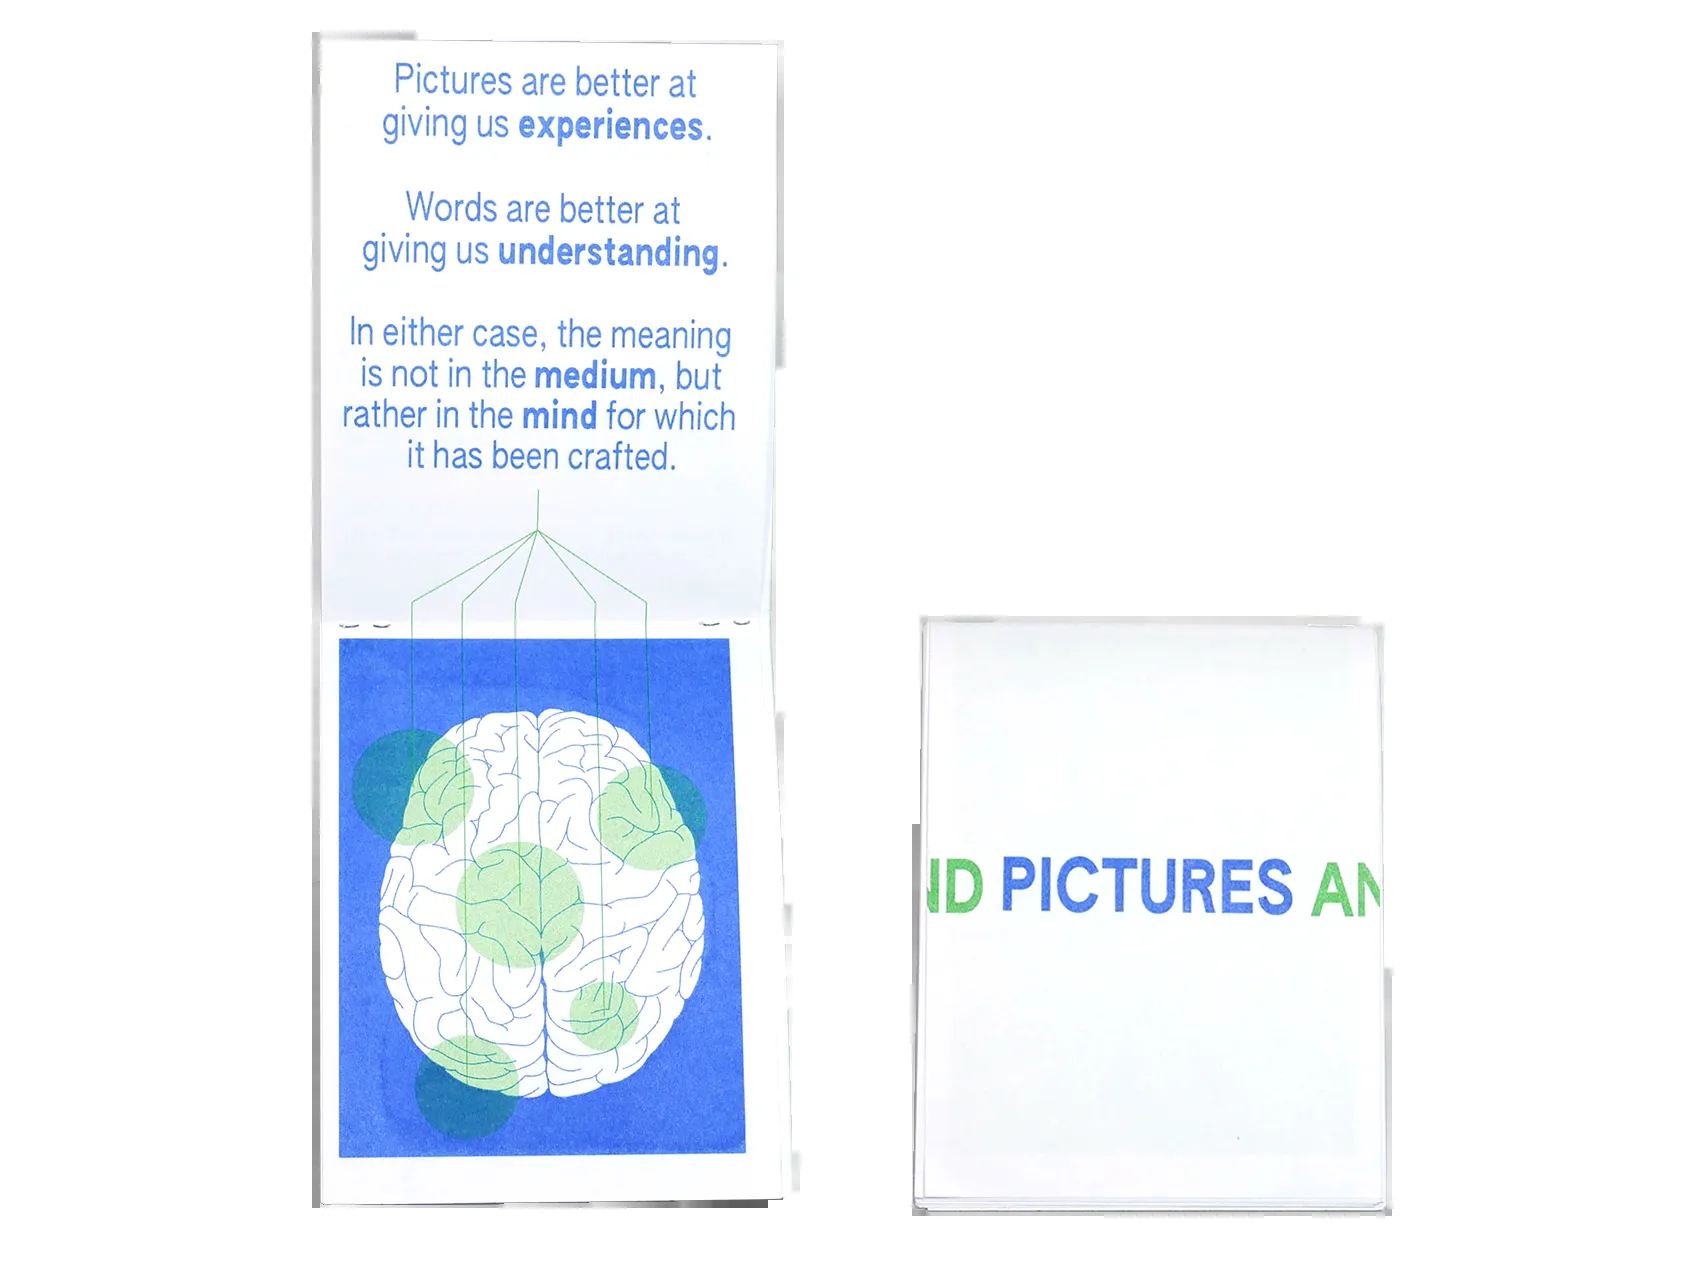 Pictures are better at
giving us experiences.
Words are better at
giving us understanding.
In either case, the meaning
is not in the medium, but
rather in the mind for which
it has been crafted.
ND PICTURES AN